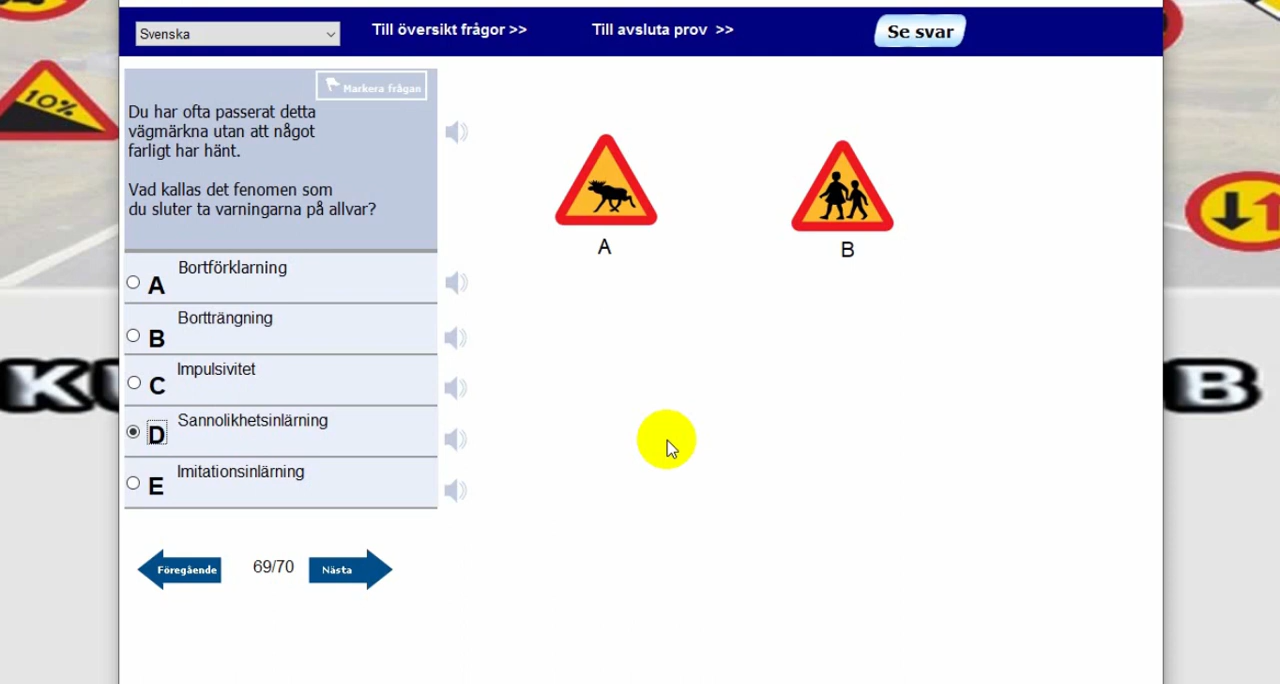 Svenska
Till översikt frågor >>
Till avsluta prov >>
Se svar
Markera frågan
Du har ofta passerat detta
vägmärkna utan att något
farligt har hänt.
Vad kallas det fenomen som
du sluter ta varningarna på allvar?
A Bortförklarning
B Bortträngning
C Impulsivitet
D Sannolikhetsinlärning
E Imitationsinlärning
A
B
Föregående
69/70
Nästa
10%
K
B